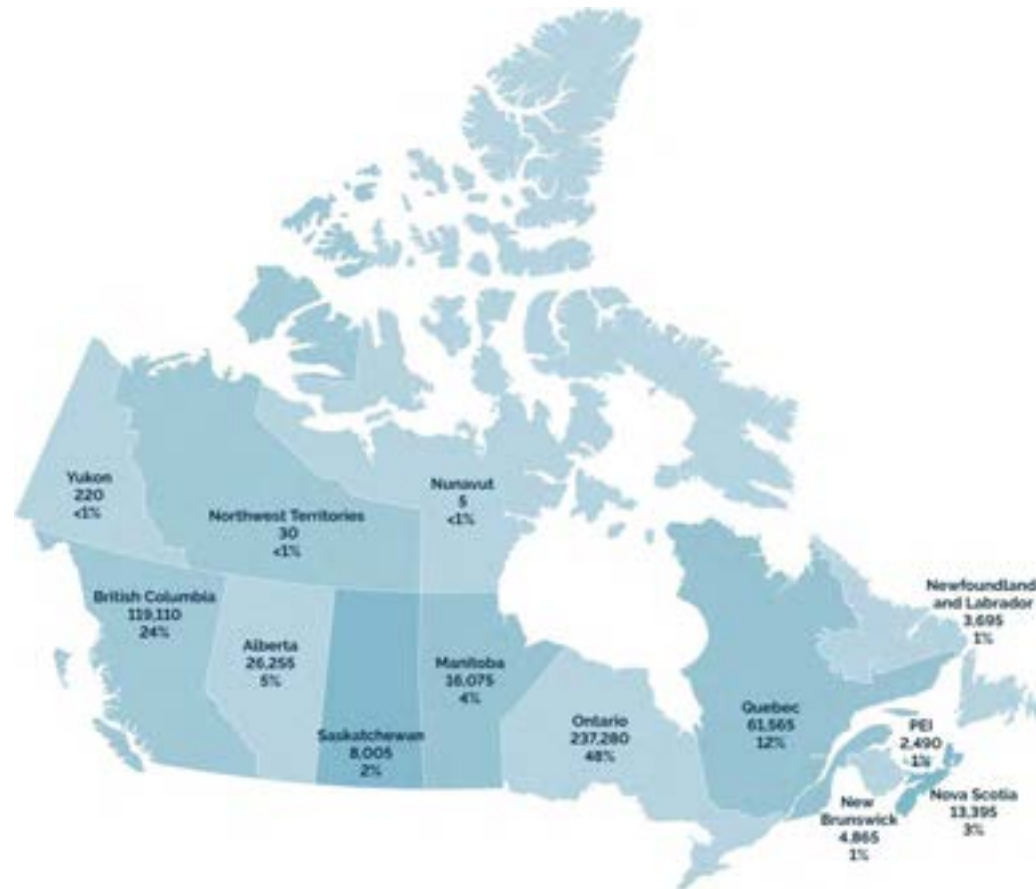 Yukon
220
<1%
Northwest Territories
30
<1%
Nunavut
5
<1%
British Columbia
119,110
24%
Alberta
26,255
5%
Saskatchewan
8,005
2%
Manitoba
16,075
4%
Ontario
237,280
48%
Quebec
61,565
12%
Newfoundland
and Labrador
3,695
1%
PEI
2,490
1%
New
Brunswick
4,865
1%
Nova Scotia
13,395
3%